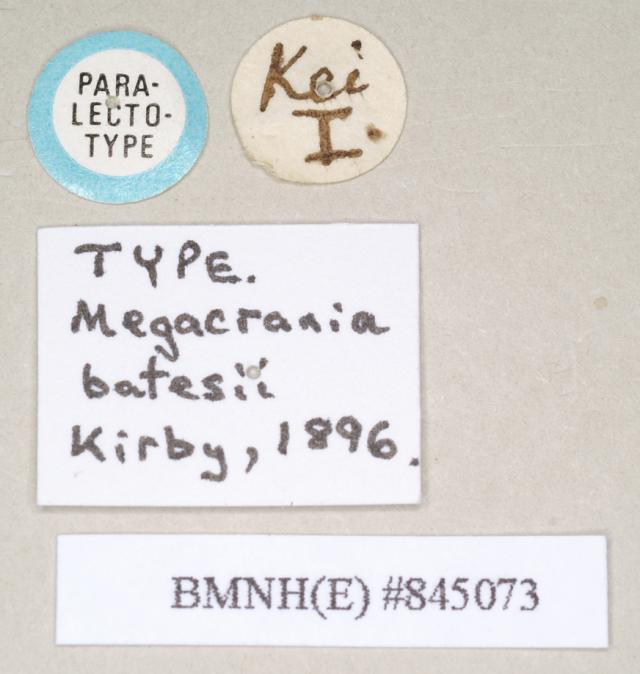 PARA-
LECTO-
TYPE
Kei
I
TYPE.
Megacrania
batesii
Kirby, 1896.
BMNH(E) #845073